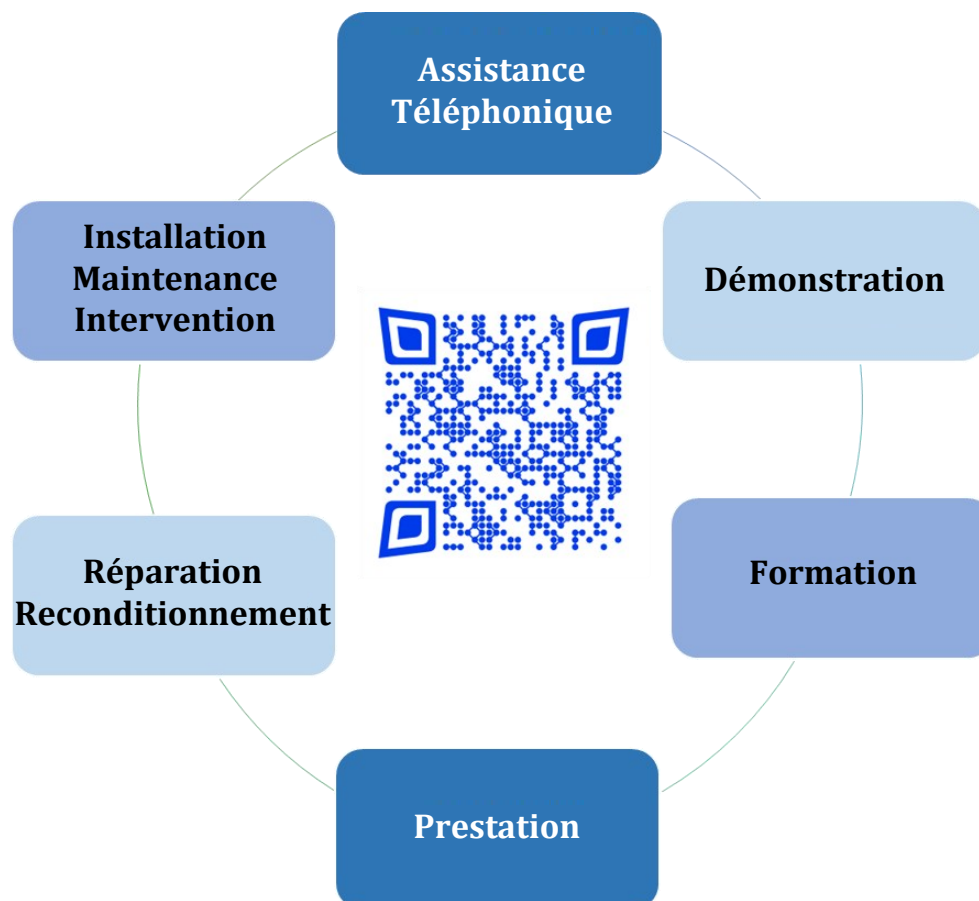 Assistance
Téléphonique
Démonstration
Formation
Prestation
Réparation
Reconditionnement
Installation
Maintenance
Intervention